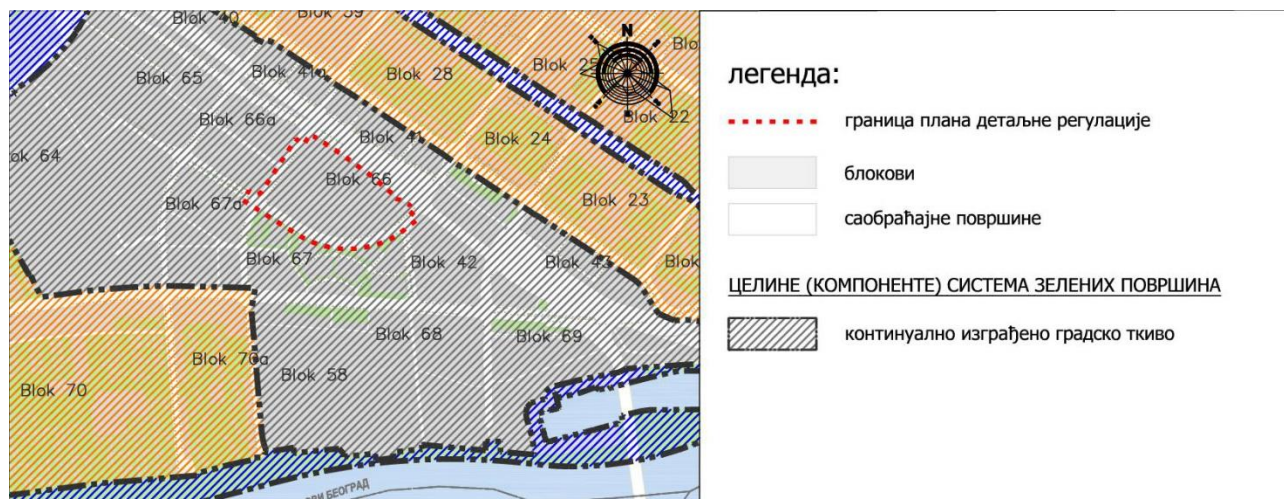 Blok 40
Blok 39
N
Blok 65
Blok 41a
Blok 28
Blok 25
Blok 66a
Blok 22
Blok 24
ok 64
Blok 66
Blok 67a
Blok 23
Blok 67
Blok 42
Blok 43
Blok
Blok 68
Blok 69
Blok 70a
Blok 58
Blok 70
ОВИ БЕОГРАД
легенда:
граница плана детаљне регулације
блокови
саобраћајне површине
ЦЕЛИНЕ (КОМПОНЕНТЕ) СИСТЕМА ЗЕЛЕНИХ ПОВРШИНА
континуално изграђено градско ткиво